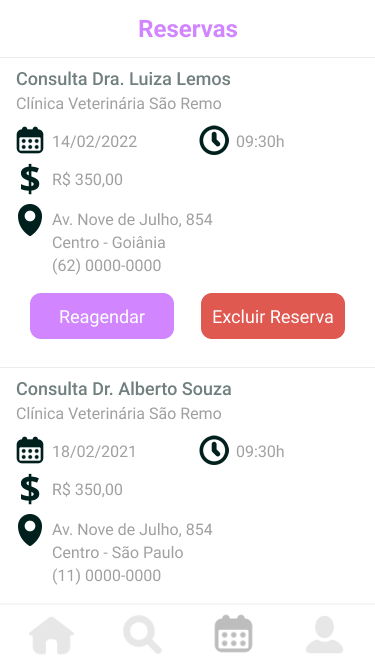 Reservas
Consulta Dra. Luiza Lemos
Clínica Veterinária São Remo
14/02/2022 09:30h
R$ 350,00
Av. Nove de Julho, 854
Centro - Goiânia
(62) 0000-0000
Reagendar Excluir Reserva
Consulta Dr. Alberto Souza
Clínica Veterinária São Remo
18/02/2021 09:30h
R$ 350,00
Av. Nove de Julho, 854
Centro - São Paulo
(11) 0000-0000